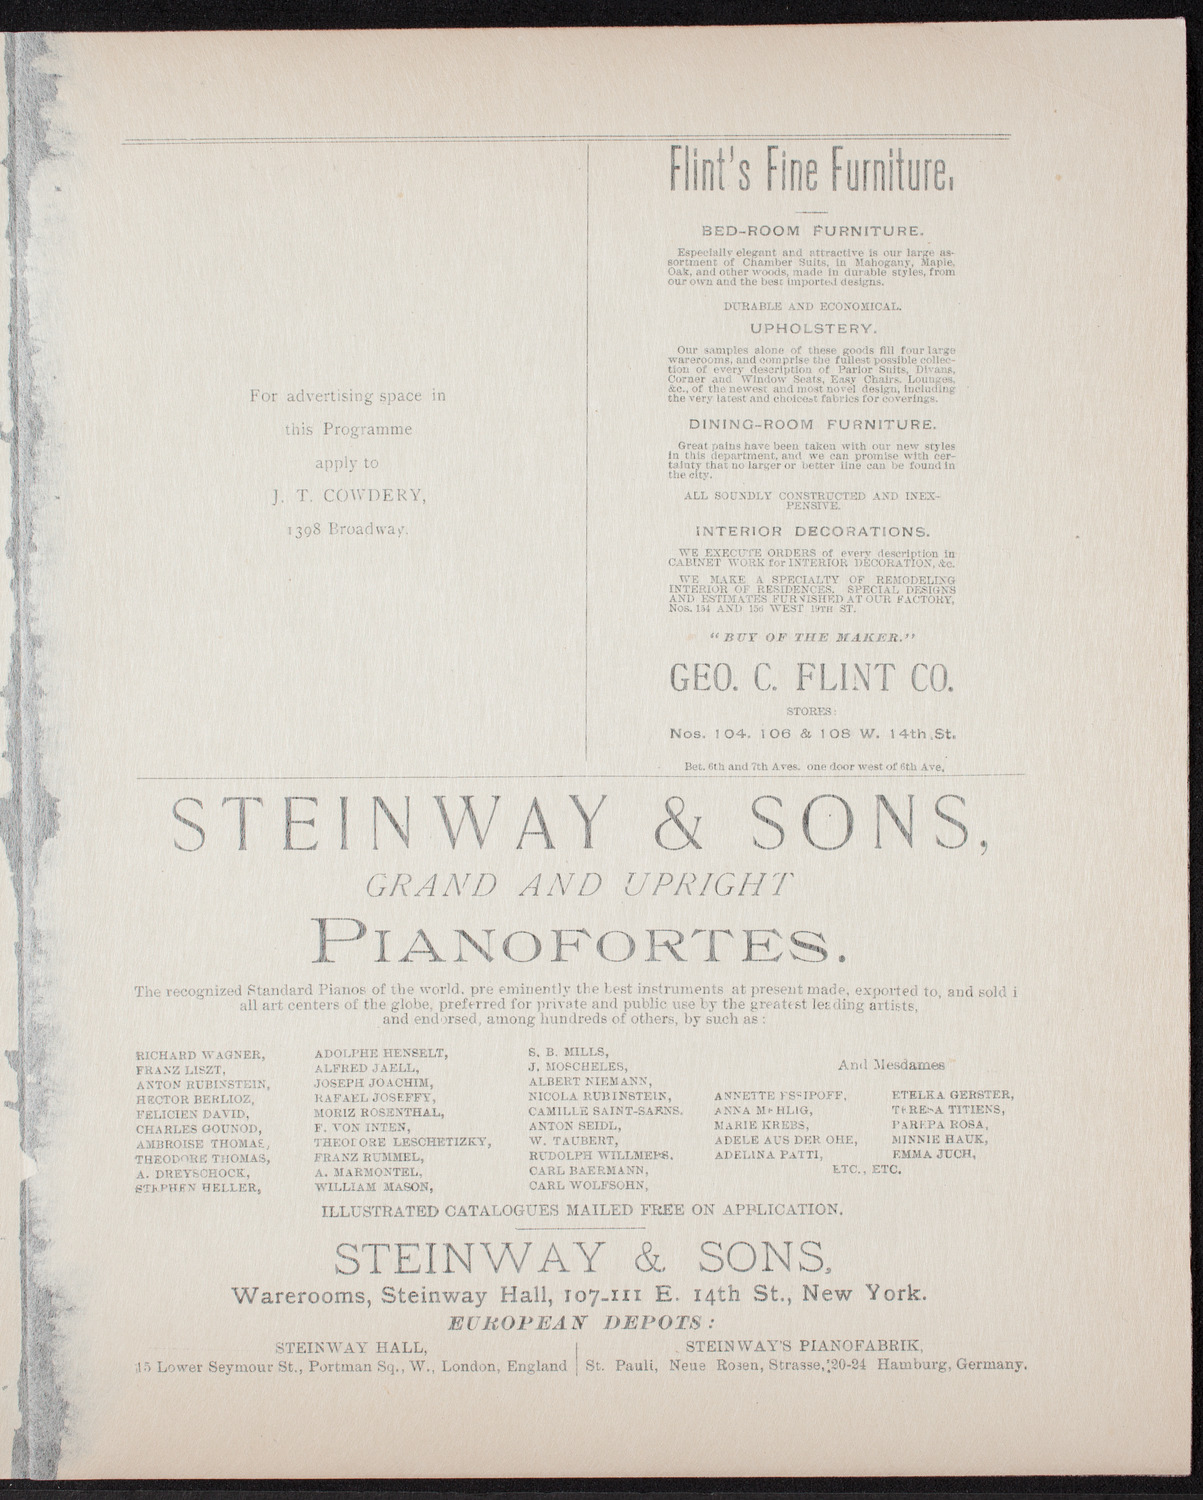 For advertising space in
this Programme
apply to
J. T. COWDERY,
1398 Broadway.
Flint's Fine Furniture.
BED-ROOM FURNITURE.
Especially elegant and attractive is our large as-
sortment of Chamber Suits, in Mahogany, Maple,
Oak, and other woods, made in durable styles, from
our own and the best imported designs.
DURABLE AND ECONOMICAL.
UPHOLSTERY.
Our samples alone of these goods fill four large
warerooms, and comprise the fullest possible collec-
tion of every description of Parlor Suits, Divans,
Corner and Window Seats, Easy Chairs, Lounges,
&c., of the newest and most novel design, including
the very latest and choicest fabrics for coverings.
DINING-ROOM FURNITURE.
Great pains have been taken with our new styles
in this department, and we can promise with cer-
tainty that no larger or better line can be found in
the city.
ALL SOUNDLY CONSTRUCTED AND INEX-
PENSIVE.
INTERIOR DECORATIONS.
WE EXECUTE ORDERS of every description in
CABINET WORK for INTERIOR DECORATION, &c.
WE MAKE A SPECIALTY OF REMODELING
INTERIOR OF RESIDENCES. SPECIAL DESIGNS
AND ESTIMATES FURNISHED AT OUR FACTORY,
Nos. 154 AND 156 WEST 19TH ST.
"BUY OF THE MAKER."
GEO. C. FLINT CO.
STORES:
Nos. 104, 106 & 108 W. 14th St.
Bet. 6th and 7th Aves. one door west of 6th Ave.
STEINWAY & SONS,
GRAND AND UPRIGHT
PIANOFORTES.
The recognized Standard Pianos of the world, pre eminently the best instruments at present made, exported to, and sold i
all art centers of the globe, preferred for private and public use by the greatest leading artists,
and endorsed, among hundreds of others, by such as:
RICHARD WAGNER,
FRANZ LISZT,
ANTON RUBINSTEIN,
HECTOR BERLIOZ,
FELICIEN DAVID,
CHARLES GOUNOD,
AMBROISE THOMAS,
THEODORE THOMAS,
A. DREYSCHOCK,
STEPHEN HELLER,
ADOLPHE HENSELT,
ALFRED JAELL,
JOSEPH JOACHIM,
RAFAEL JOSEFFY,
MORIZ ROSENTHAL,
F. VON INTEN,
THEODORE LESCHETIZKY,
FRANZ RUMMEL,
A. MARMONTEL,
WILLIAM MASON,
S. B. MILLS,
J. MOSCHELES,
ALBERT NIEMANN,
NICOLA RUBINSTEIN,
CAMILLE SAINT-SAENS,
ANTON SEIDL,
W. TAUBERT,
RUDOLPH WILLMERS,
CARL BAERMANN,
CARL WOLFSOHN,
And Mesdames
ANNETTE ESSIPOFF,
ANNA MEHLIG,
MARIE KREBS,
ADELE AUS DER OHE,
ADELINA PATTI,
ETELKA GERSTER,
TERESA TITIENS,
PAREPA ROSA,
MINNIE HAUK,
EMMA JUCH,
ETC., ETC.
ILLUSTRATED CATALOGUES MAILED FREE ON APPLICATION.
STEINWAY & SONS,
Warerooms, Steinway Hall, 107-111 E. 14th St., New York.
EUROPEAN DEPOTS:
STEINWAY HALL,
15 Lower Seymour St., Portman Sq., W., London, England
STEINWAY'S PIANOFABRIK,
St. Pauli, Neue Rosen, Strasse, 20-24 Hamburg, Germany.